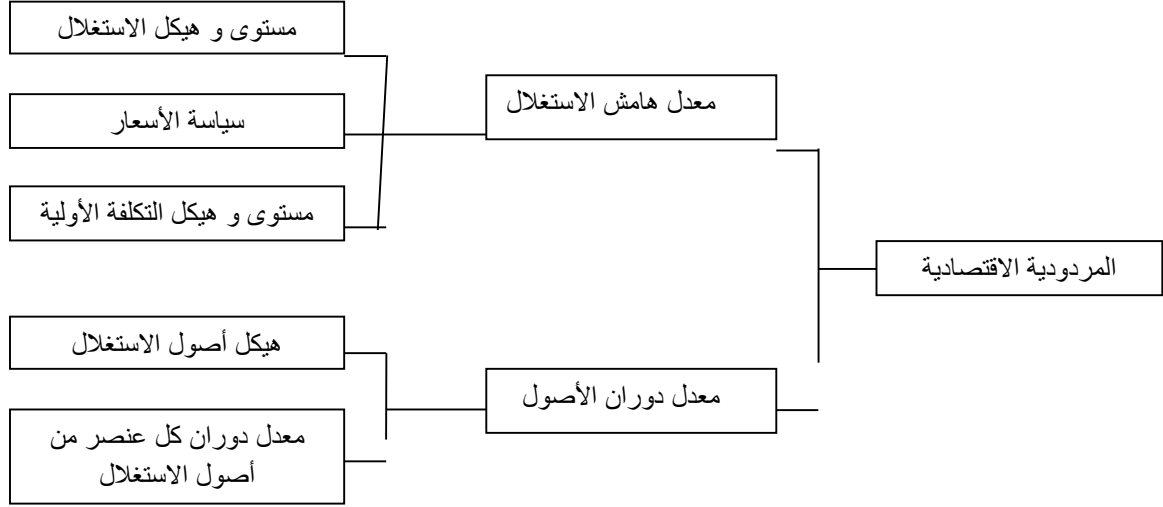 مستوى و هيكل الاستغلال
معدل هامش الاستغلال
سياسة الأسعار
مستوى و هيكل التكلفة الأولية
المردودية الاقتصادية
هيكل أصول الاستغلال
معدل دوران الأصول
معدل دوران كل عنصر من
أصول الاستغلال